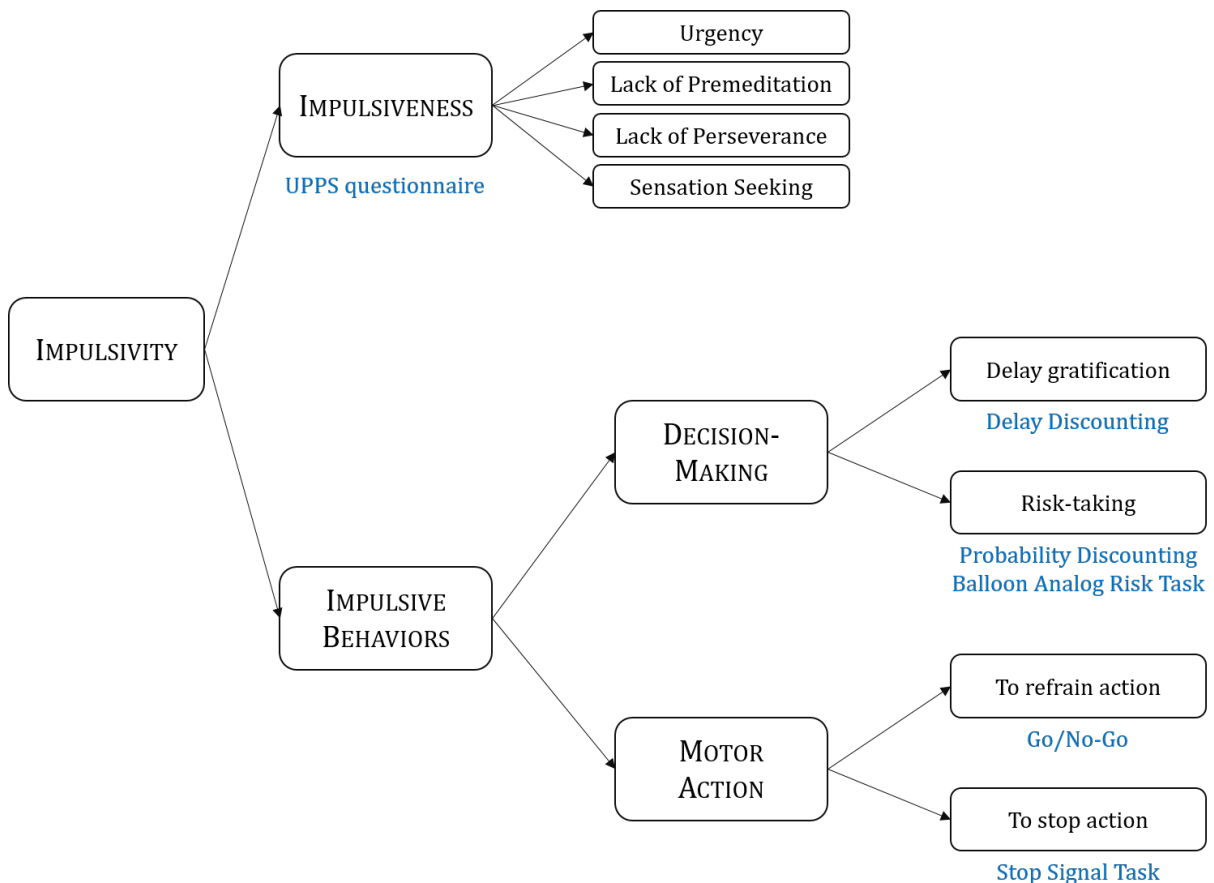 Urgency
Lack of Premeditation
IMPULSIVENESS
Lack of Perseverance
UPPS questionnaire
Sensation Seeking
IMPULSIVITY
Delay gratification
Delay Discounting
DECISION-
MAKING
Risk-taking
Probability Discounting
Balloon Analog Risk Task
IMPULSIVE
BEHAVIORS
To refrain action
Go/No-Go
MOTOR
ACTION
To stop action
Stop Signal Task